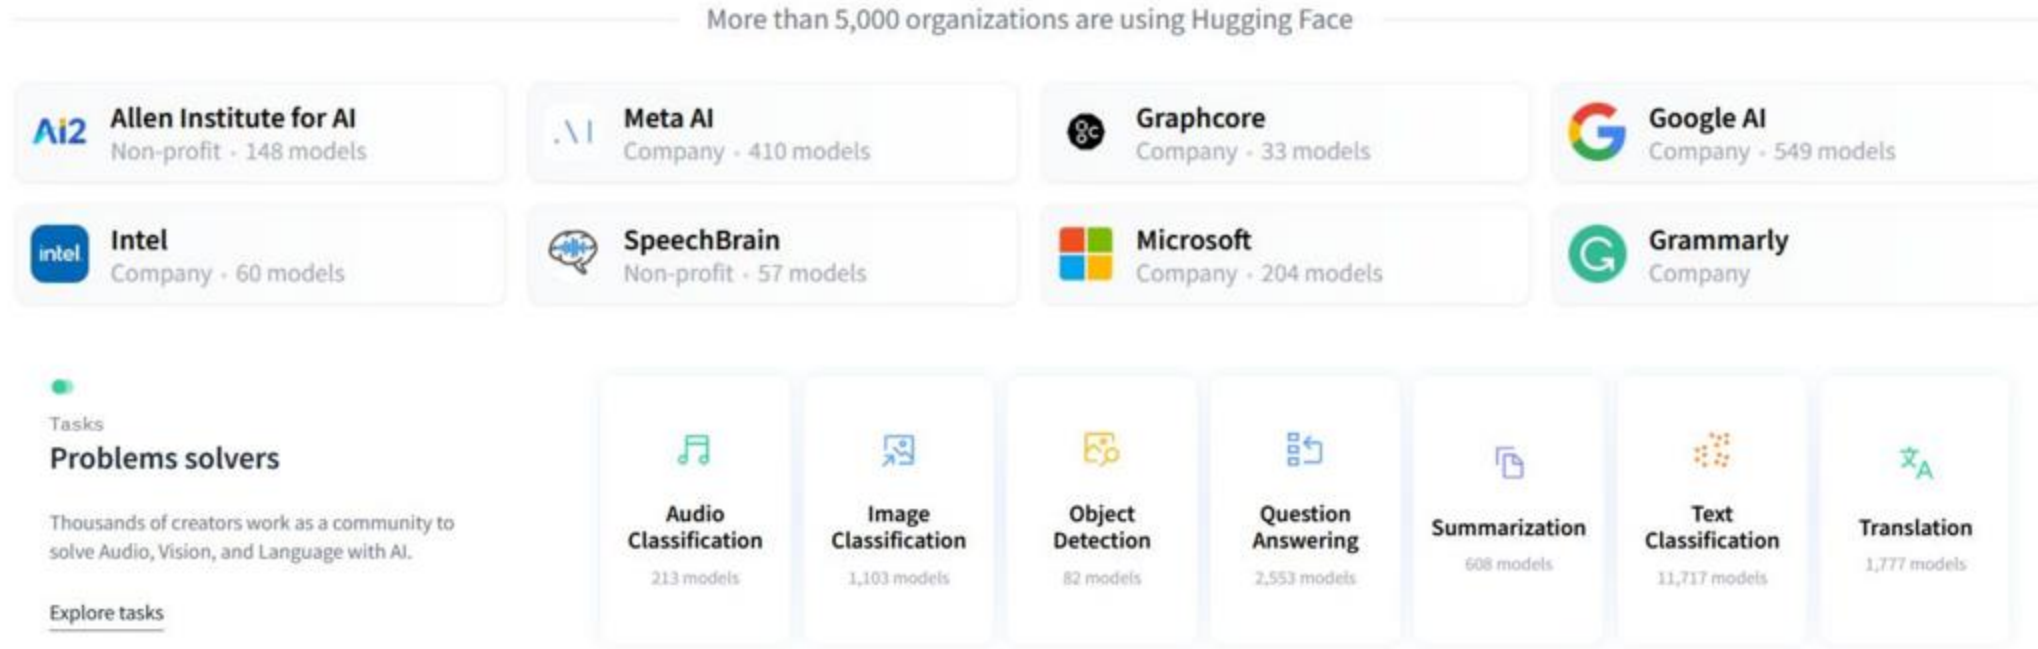 More than 5,000 organizations are using Hugging Face
Ai2
Allen Institute for AI
Non-profit • 148 models
Meta AI
Company • 410 models
Graphcore
Company • 33 models
Google AI
Company • 549 models
intel
Intel
Company • 60 models
SpeechBrain
Non-profit • 57 models
Microsoft
Company • 204 models
Grammarly
Company
Tasks
Problems solvers
Thousands of creators work as a community to
solve Audio, Vision, and Language with AI.
Explore tasks
Audio
Classification
213 models
Image
Classification
1,103 models
Object
Detection
82 models
Question
Answering
2,553 models
Summarization
608 models
Text
Classification
11,717 models
Translation
1,777 models